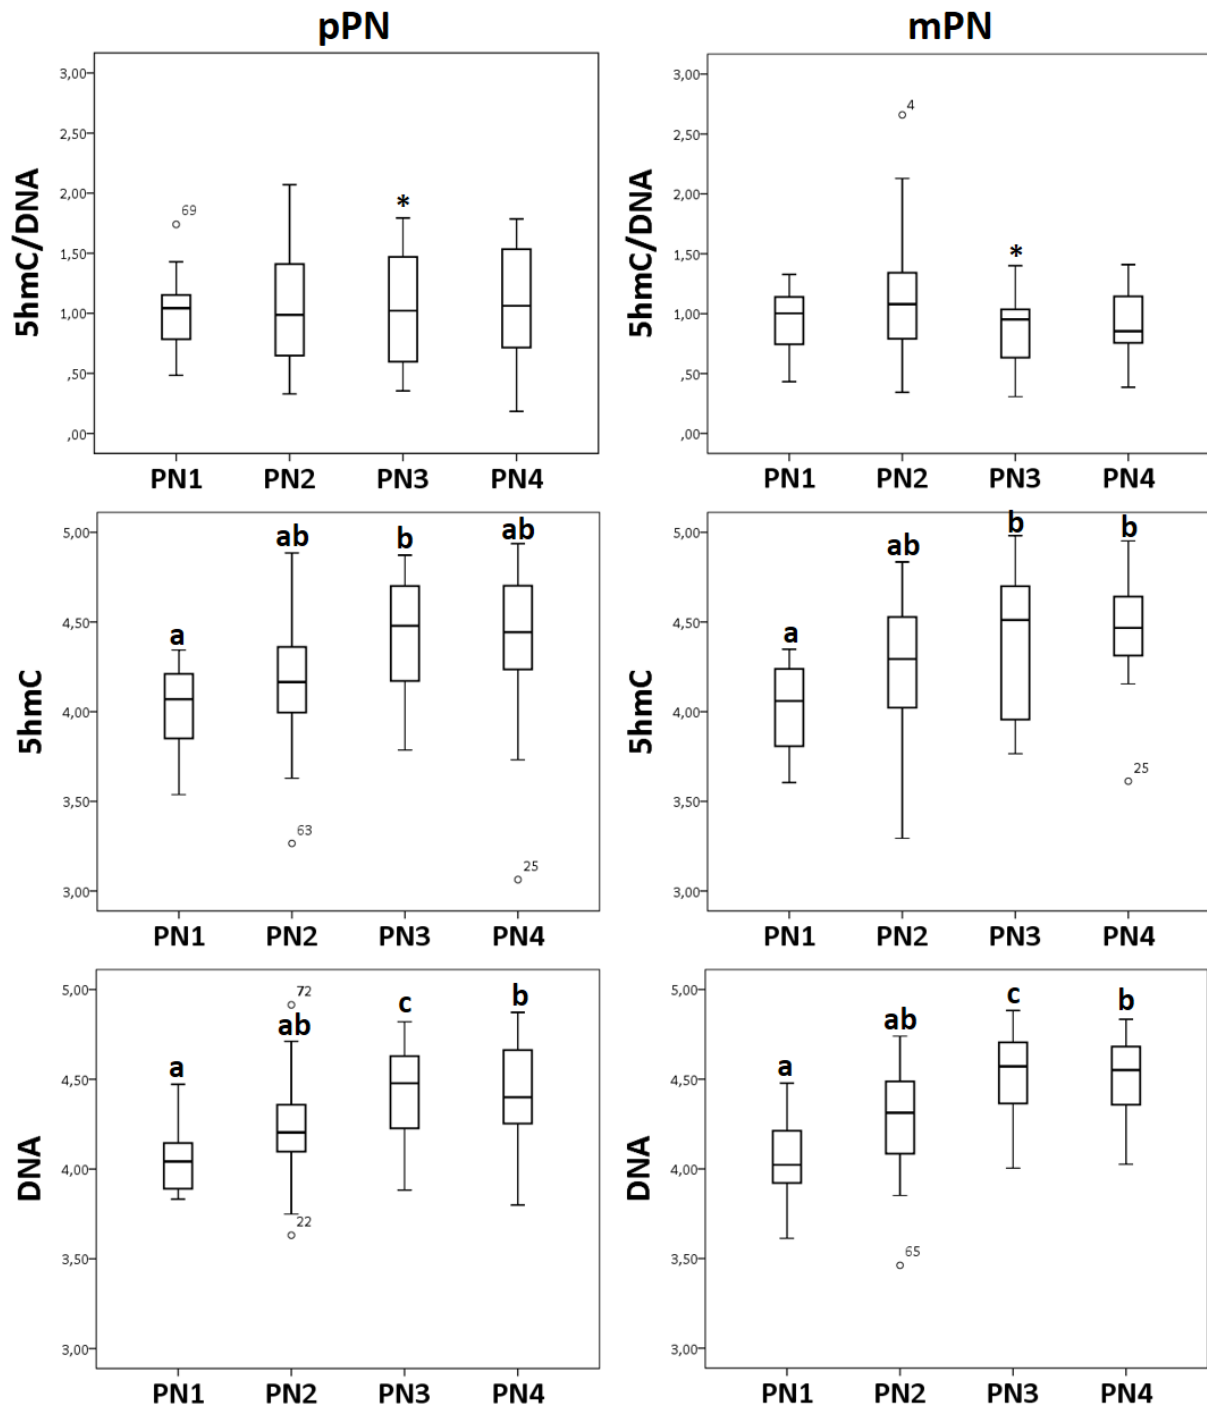 pPN
mPN
5hmC/DNA
3,00
2,50
2,00
1,50
1,00
,50
,00
69
*
PN1 PN2 PN3 PN4
5hmC/DNA
3,00
2,50
2,00
1,50
1,00
,50
,00
4
*
PN1 PN2 PN3 PN4
5hmC
5,00
4,50
4,00
3,50
3,00
a ab b ab
63
25
PN1 PN2 PN3 PN4
5hmC
5,00
4,50
4,00
3,50
3,00
a ab b b
25
PN1 PN2 PN3 PN4
DNA
5,00
4,50
4,00
3,50
3,00
72
a ab c b
22
PN1 PN2 PN3 PN4
DNA
5,00
4,50
4,00
3,50
3,00
a ab c b
65
PN1 PN2 PN3 PN4